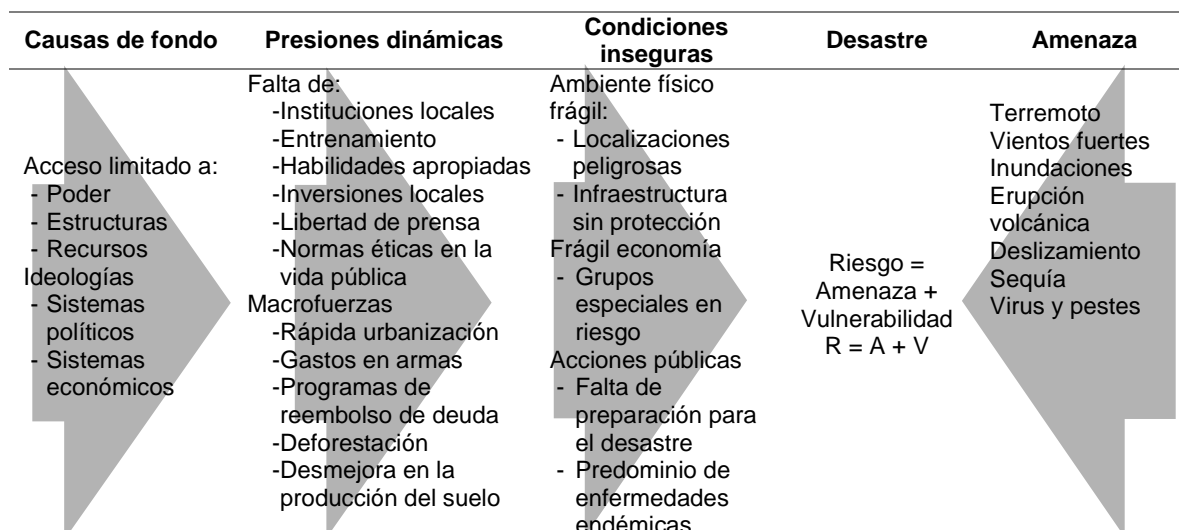 Causas de fondo
Presiones dinámicas
Condiciones
inseguras
Desastre
Amenaza
Acceso limitado a:
- Poder
- Estructuras
- Recursos
Ideologías
- Sistemas
políticos
- Sistemas
económicos
Falta de:
-Instituciones locales
-Entrenamiento
-Habilidades apropiadas
-Inversiones locales
-Libertad de prensa
-Normas éticas en la
vida pública
Macrofuerzas
-Rápida urbanización
-Gastos en armas
-Programas de
reembolso de deuda
-Deforestación
-Desmejora en la
producción del suelo
Ambiente físico
frágil:
- Localizaciones
peligrosas
- Infraestructura
sin protección
Frágil economía
- Grupos
especiales en
riesgo
Acciones públicas
- Falta de
preparación para
el desastre
- Predominio de
enfermedades
endémicas
Riesgo =
Amenaza +
Vulnerabilidad
R = A + V
Terremoto
Vientos fuertes
Inundaciones
Erupción
volcánica
Deslizamiento
Sequía
Virus y pestes